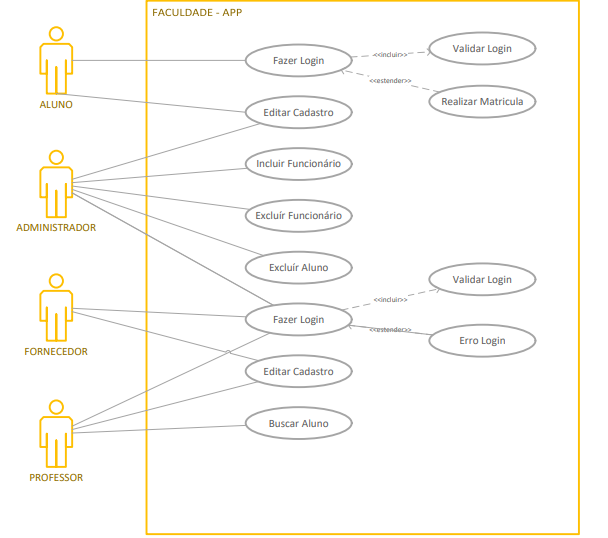 FACULDADE - APP
Fazer Login
<<incluir>>
Validar Login
<<estender>>
Realizar Matricula
ALUNO
Editar Cadastro
Incluir Funcionário
ADMINISTRADOR
Excluír Funcionário
Excluír Aluno
Validar Login
<<incluir>>
Fazer Login
<<estender>>
Erro Login
FORNECEDOR
Editar Cadastro
Buscar Aluno
PROFESSOR